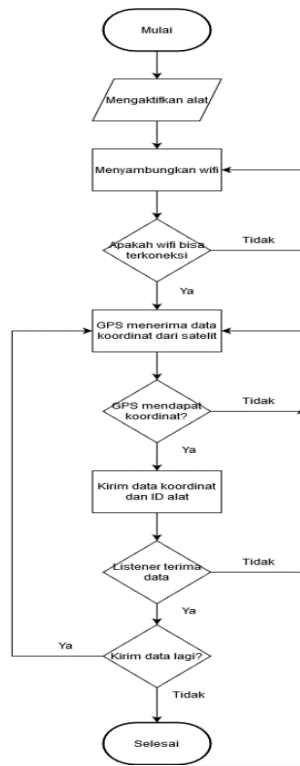 Mulai
Mengaktifkan alat
Menyambungkan wifi
Apakah wifi bisa
terkoneksi
Tidak
Ya
GPS menerima data
koordinat dari satelit
GPS mendapat
koordinat?
Tidak
Ya
Kirim data koordinat
dan ID alat
Listener terima
data
Tidak
Ya
Kirim data lagi?
Ya
Tidak
Selesai